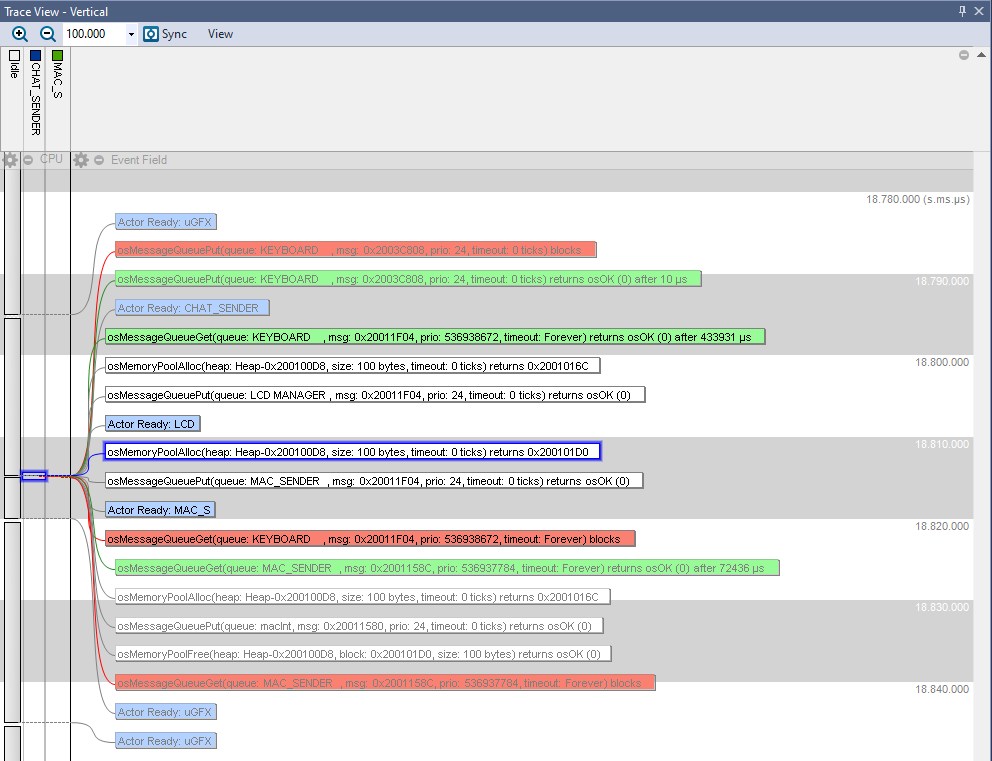 Trace View - Vertical
100.000 Sync View
Idle
CHAT_SENDER
MAC_S
CPU
Event Field
18.780.000 (s.ms.µs)
Actor Ready: uGFX
osMessageQueuePut(queue: KEYBOARD , msg: 0x2003C808, prio: 24, timeout: 0 ticks) blocks
osMessageQueuePut(queue: KEYBOARD , msg: 0x2003C808, prio: 24, timeout: 0 ticks) returns osOK (0) after 10 µs
18.790.000
Actor Ready: CHAT_SENDER
osMessageQueueGet(queue: KEYBOARD , msg: 0x20011F04, prio: 536938672, timeout: Forever) returns osOK (0) after 433931 µs
18.800.000
osMemoryPoolAlloc(heap: Heap-0x200100D8, size: 100 bytes, timeout: 0 ticks) returns 0x2001016C
osMessageQueuePut(queue: LCD MANAGER , msg: 0x20011F04, prio: 24, timeout: 0 ticks) returns osOK (0)
Actor Ready: LCD
18.810.000
osMemoryPoolAlloc(heap: Heap-0x200100D8, size: 100 bytes, timeout: 0 ticks) returns 0x200101D0
osMessageQueuePut(queue: MAC_SENDER , msg: 0x20011F04, prio: 24, timeout: 0 ticks) returns osOK (0)
Actor Ready: MAC_S
18.820.000
osMessageQueueGet(queue: KEYBOARD , msg: 0x20011F04, prio: 536938672, timeout: Forever) blocks
osMessageQueueGet(queue: MAC_SENDER , msg: 0x2001158C, prio: 536937784, timeout: Forever) returns osOK (0) after 72436 µs
osMemoryPoolAlloc(heap: Heap-0x200100D8, size: 100 bytes, timeout: 0 ticks) returns 0x2001016C
18.830.000
osMessageQueuePut(queue: macInt, msg: 0x20011580, prio: 24, timeout: 0 ticks) returns osOK (0)
osMemoryPoolFree(heap: Heap-0x200100D8, block: 0x200101D0, size: 100 bytes) returns osOK (0)
osMessageQueueGet(queue: MAC_SENDER , msg: 0x2001158C, prio: 536937784, timeout: Forever) blocks
18.840.000
Actor Ready: uGFX
Actor Ready: uGFX